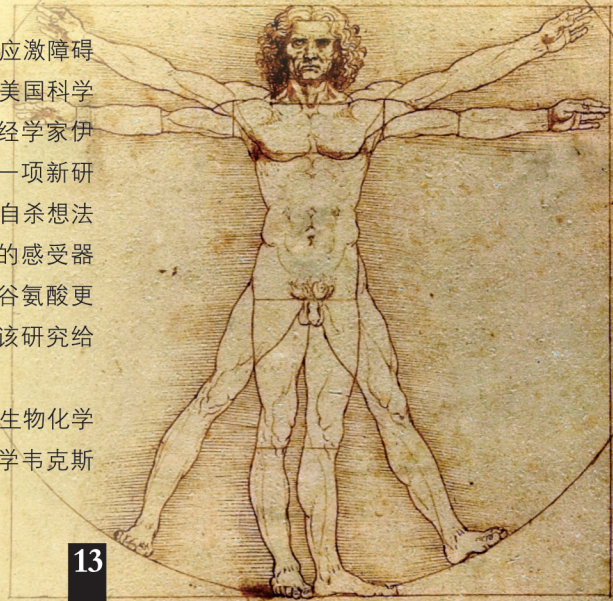 应激障碍
美国科学
经学家伊
一项新研
自杀想法
的感受器
谷氨酸更
该研究给
生物化学
学韦克斯
13